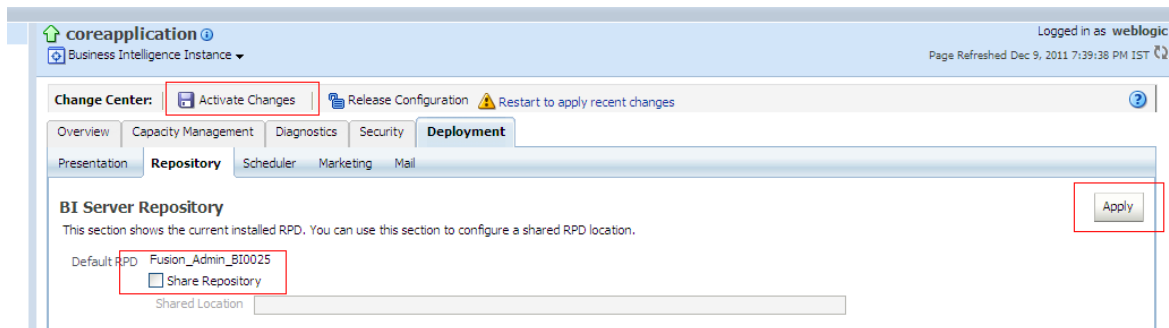 coreapplication
Logged in as weblogic
Business Intelligence Instance
Page Refreshed Dec 9, 2011 7:39:38 PM IST
Change Center: Activate Changes Release Configuration Restart to apply recent changes
Overview Capacity Management Diagnostics Security Deployment
Presentation Repository Scheduler Marketing Mail
BI Server Repository
Apply
This section shows the current installed RPD. You can use this section to configure a shared RPD location.
Default RPD Fusion_Admin_BI0025
Share Repository
Shared Location